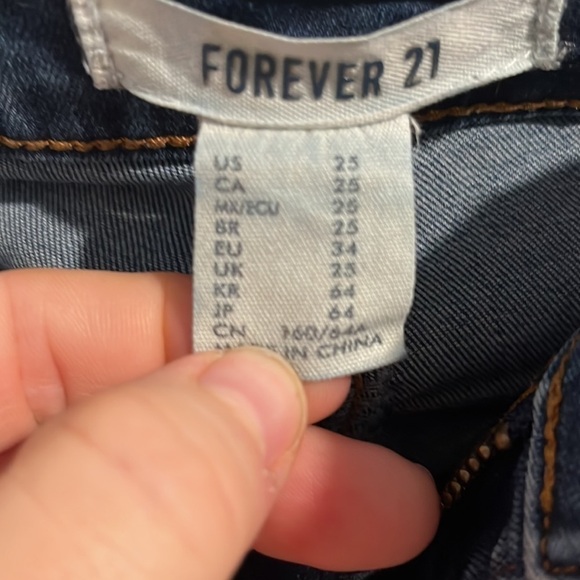 FOREVER 21
US 25
CA 25
MX/ECU 25
BR 25
EU 34
UK 25
KR 64
JP 64
CN 160/64A
IN CHINA